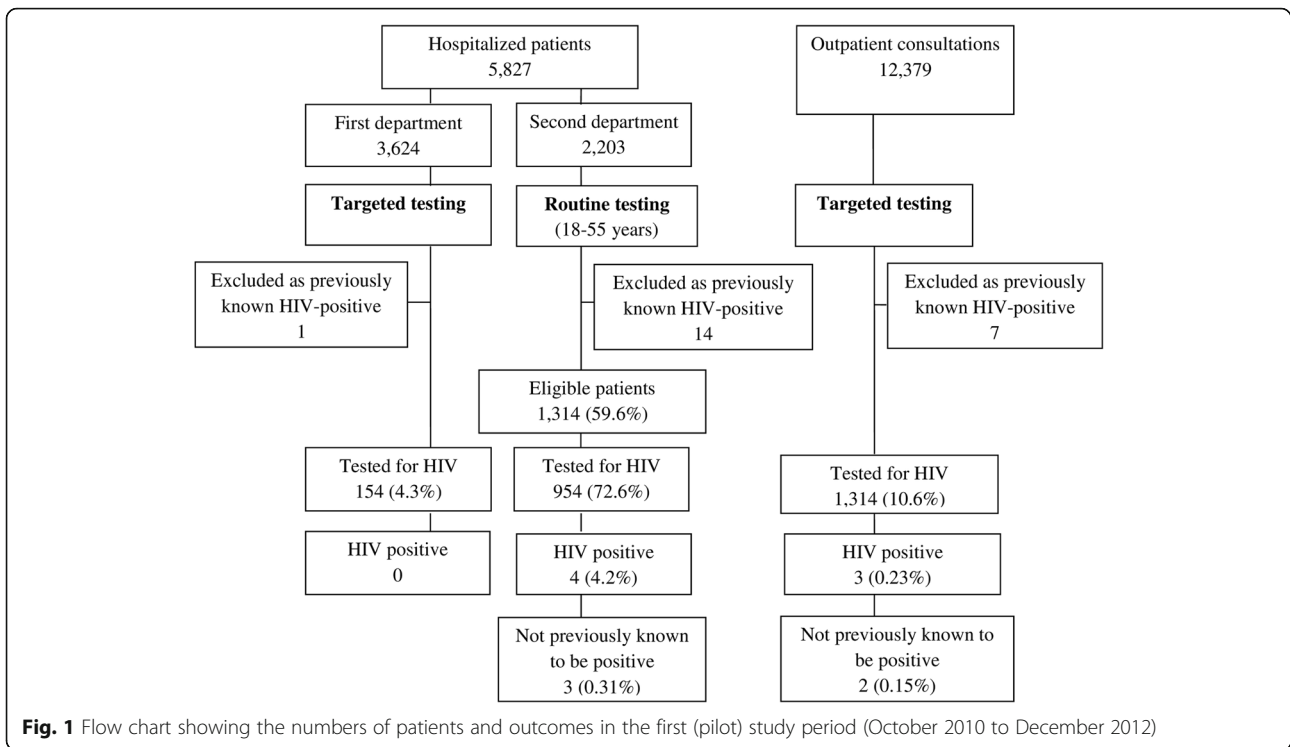 Hospitalized patients
5,827
Outpatient consultations
12,379
First department
3,624
Second department
2,203
Targeted testing
Routine testing
(18-55 years)
Targeted testing
Excluded as previously
known HIV-positive
1
Excluded as previously
known HIV-positive
14
Excluded as previously
known HIV-positive
7
Eligible patients
1,314 (59.6%)
Tested for HIV
154 (4.3%)
Tested for HIV
954 (72.6%)
Tested for HIV
1,314 (10.6%)
HIV positive
0
HIV positive
4 (4.2%)
HIV positive
3 (0.23%)
Not previously known
to be positive
3 (0.31%)
Not previously known to
be positive
2 (0.15%)
Fig. 1 Flow chart showing the numbers of patients and outcomes in the first (pilot) study period (October 2010 to December 2012)